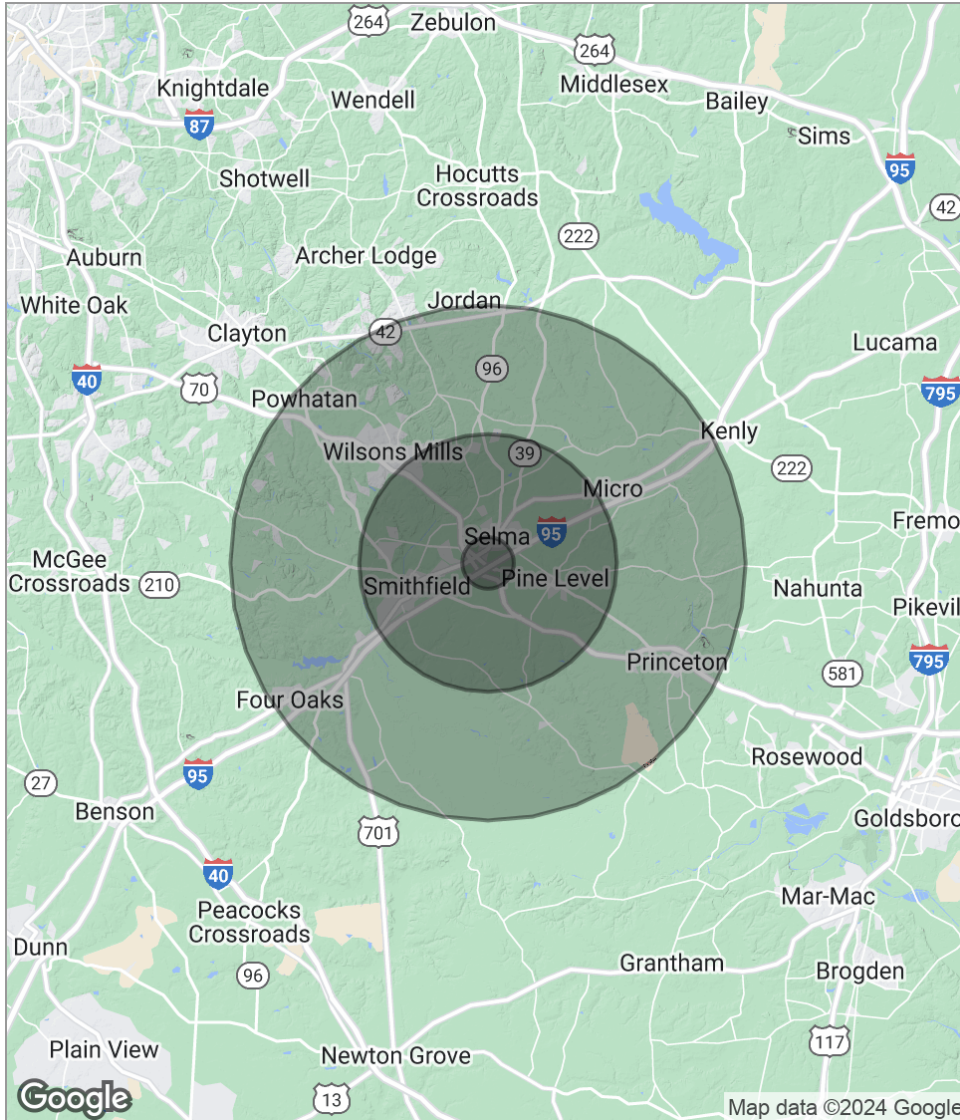 264
Zebulon
264
Knightdale
Wendell
Middlesex
Bailey
87
Sims
95
Shotwell
Hocutts
Crossroads
42
222
Auburn
Archer Lodge
White Oak
Jordan
Clayton
42
Lucama
96
40
70
795
Powhatan
Kenly
Wilsons Mills
39
222
Micro
Fremo
95
Selma
McGee
Crossroads
210
Smithfield
Pine Level
Nahunta
Pikevil
Princeton
795
581
Four Oaks
Rosewood
95
27
Benson
Goldsboro
701
40
Mar-Mac
Peacocks
Crossroads
Dunn
96
Grantham
Brogden
Plain View
Newton Grove
117
Google
13
Map data ©2024 Google